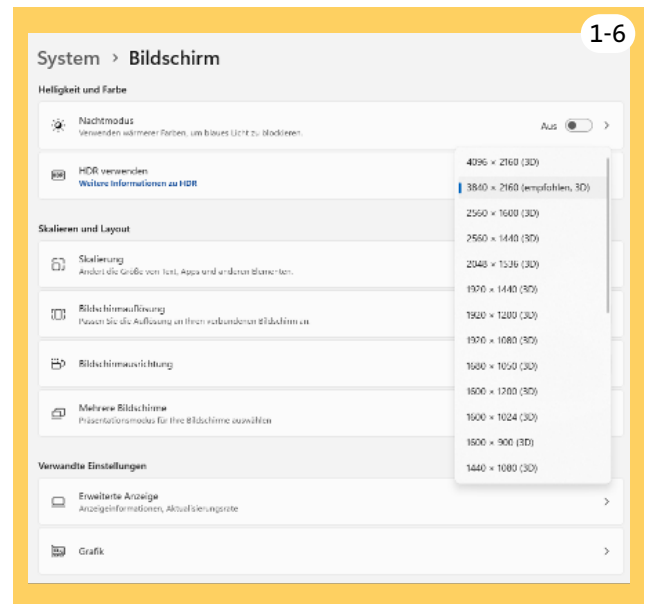 1-6
System > Bildschirm
Helligkeit und Farbe
Nachtmodus
Verwenden wärmerer Farben, um blaues Licht zu blockieren.
Aus
HDR
HDR verwenden
Weitere Informationen zu HDR
Skalieren und Layout
Skalierung
Ändert die Größe von Text, Apps und anderen Elementen.
Bildschirmauflösung
Passen Sie die Auflösung an Ihren verbundenen Bildschirm an
Bildschirmausrichtung
Mehrere Bildschirme
Präsentationsmodus für Ihre Bildschirme auswählen
4096 × 2160 (3D)
3840 × 2160 (empfohlen, 3D)
2560 × 1600 (3D)
2560 × 1440 (3D)
2048 × 1536 (3D)
1920 × 1440 (3D)
1920 × 1200 (3D)
1920 × 1080 (3D)
1680 × 1050 (3D)
1600 × 1200 (3D)
1600 × 1024 (3D)
1600 × 900 (3D)
1440 × 1080 (3D)
Verwandte Einstellungen
Erweiterte Anzeige
Anzeigeinformationen, Aktualisierungsrate
Grafik